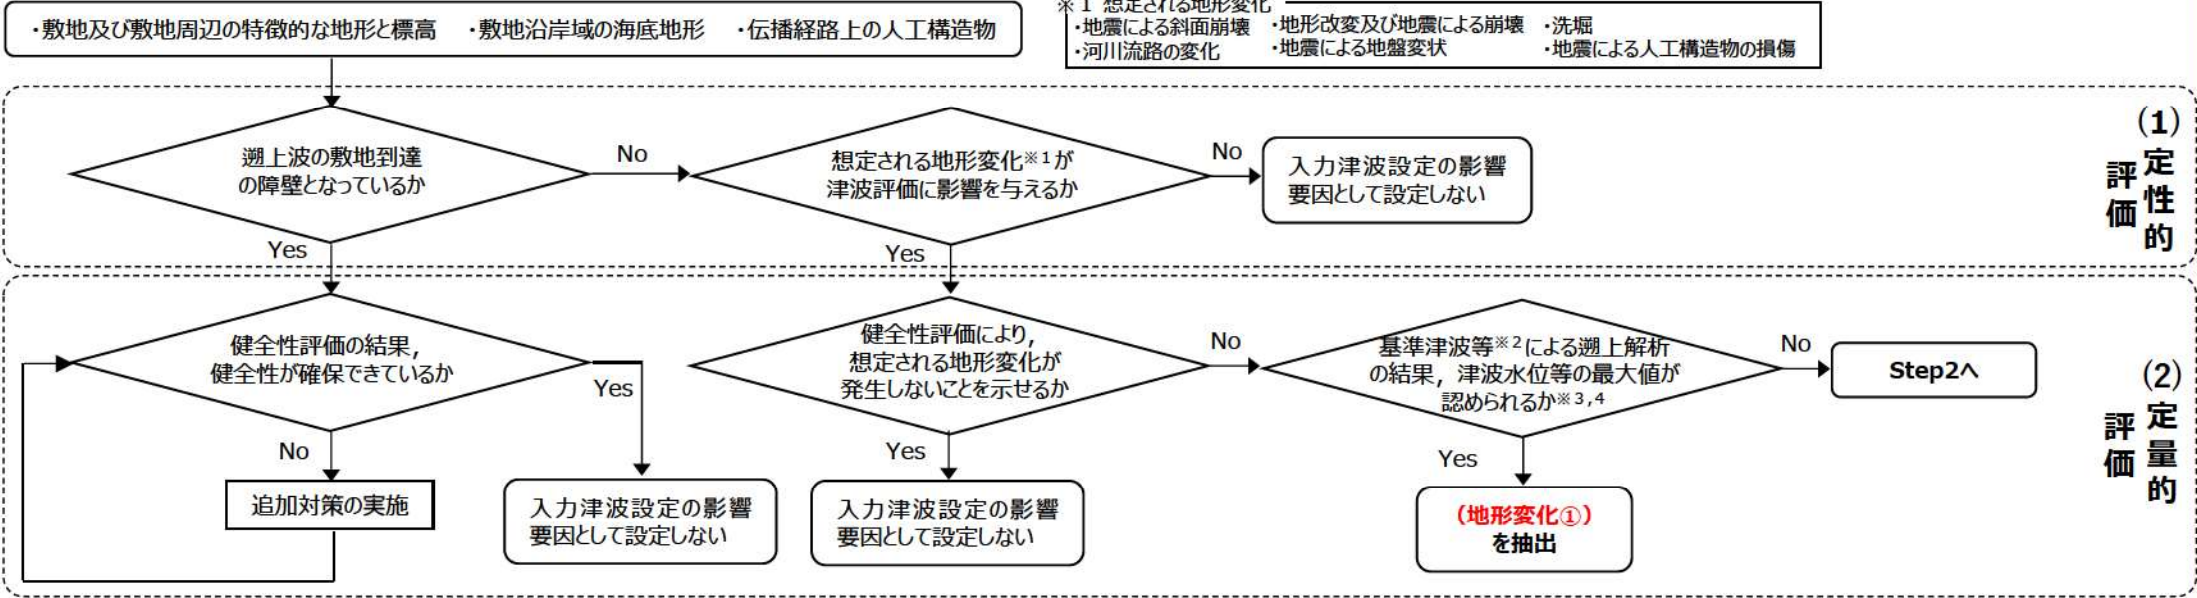 ・敷地及び敷地周辺の特徴的な地形と標高　・敷地沿岸域の海底地形　・伝播経路上の人工構造物
※1 想定される地形変化
・地震による斜面崩壊　・地形改変及び地震による崩壊　・洗堀
・河川流路の変化　・地震による地盤変状　・地震による人工構造物の損傷
(1)定性的評価
遡上波の敷地到達
の障壁となっているか
No
想定される地形変化※1が
津波評価に影響を与えるか
No
入力津波設定の影響
要因として設定しない
Yes
Yes
(2)定量的評価
健全性評価の結果，
健全性が確保できているか
Yes
No
追加対策の実施
入力津波設定の影響
要因として設定しない
健全性評価により，
想定される地形変化が
発生しないことを示せるか
No
Yes
入力津波設定の影響
要因として設定しない
基準津波等※2による遡上解析
の結果，津波水位等の最大値が
認められるか※3,4
No
Step2へ
Yes
（地形変化①）
を抽出